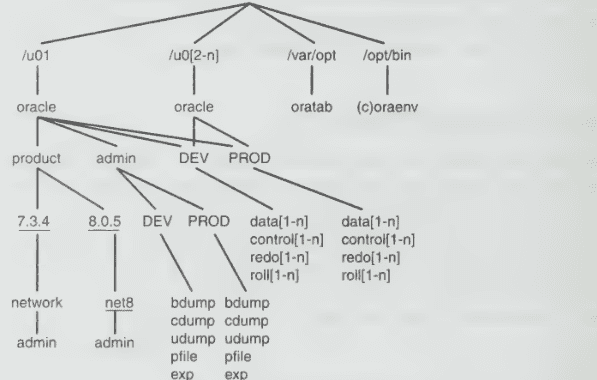 /u01 /u0[2-n] /var/opt /opt/bin
oracle oracle oratab (c)oraenv
product admin DEV PROD
7.3.4 8.0.5 DEV PROD data[1-n] data[1-n]
control[1-n] control[1-n]
redo[1-n] redo[1-n]
roll[1-n] roll[1-n]
network net8 bdump bdump
cdump cdump
admin admin udump udump
pfile pfile
exp exp